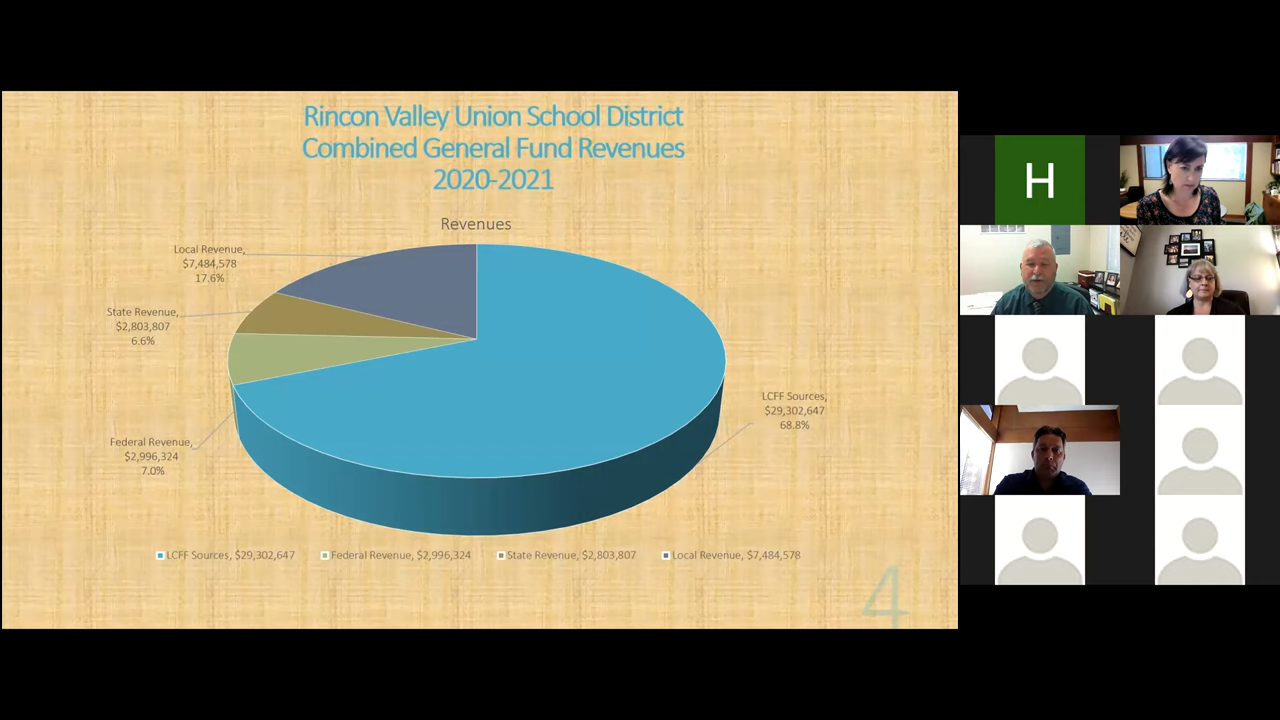 Rincon Valley Union School District
Combined General Fund Revenues
2020-2021
Revenues
Local Revenue,
$7,484,578
17.6%
State Revenue,
$2,803,807
6.6%
LCFF Sources,
$29,302,647
68.8%
Federal Revenue,
$2,996,324
7.0%
LCFF Sources, $29,302,647
Federal Revenue, $2,996,324
State Revenue, $2,803,807
Local Revenue, $7,484,578
4
H